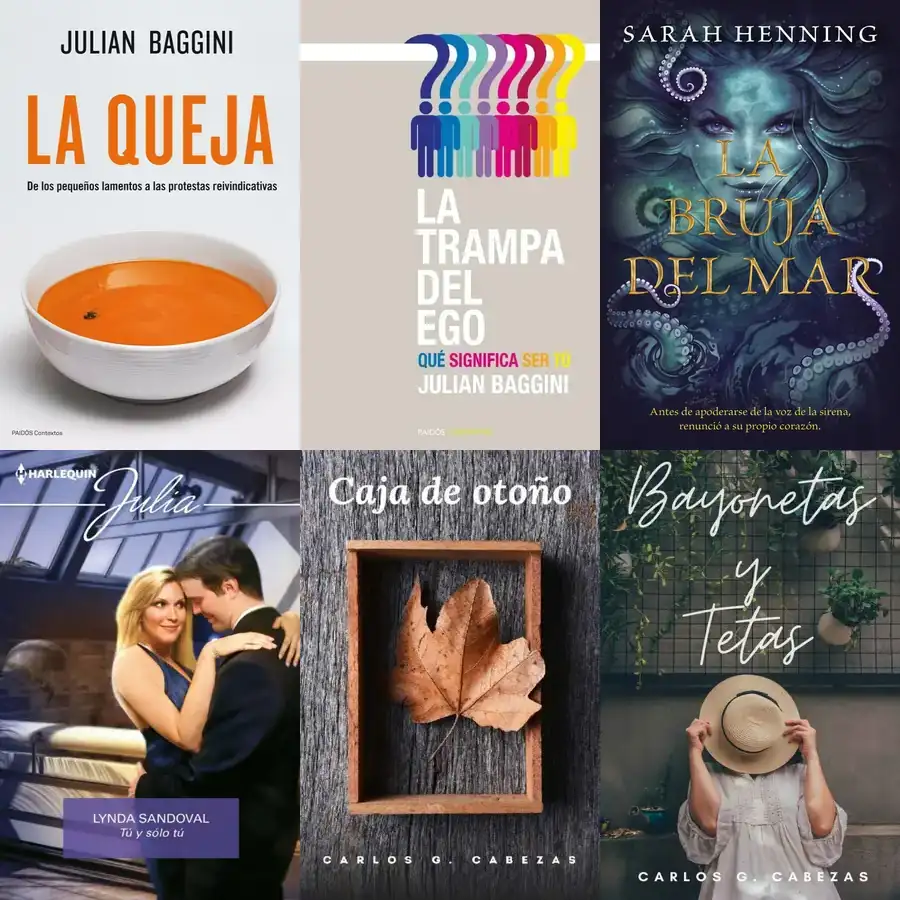 JULIAN BAGGINI
LA QUEJA
De los pequeños lamentos a las protestas reivindicativas
PAIDÓS Contextos
LA
TRAMPA
DEL
EGO
QUÉ SIGNIFICA SER TÚ
JULIAN BAGGINI
PAIDÓS Contextos
SARAH HENNING
LA
BRUJA
DEL MAR
Antes de apoderarse de la voz de la sirena,
renunció a su propio corazón.
HARLEQUIN
Julia
LYNDA SANDOVAL
Tú y sólo tú
Caja de otoño
CARLOS G. CABEZAS
Bayonetas
y
Tetas
CARLOS G. CABEZAS